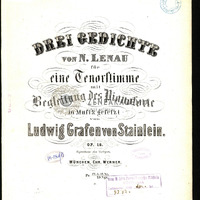 DREI GEDICHTE
VON N. LENAU
für
eine Tenorstimme
mit
Begleitung des Pianoforte
in Musik gesetzt
von
Ludwig Grafen von Stainlein.
OP. 18.
MÜNCHEN, CHR. WERNER.